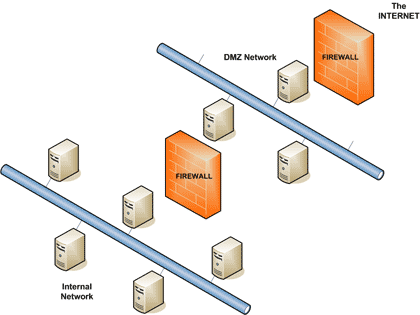 The
INTERNET
DMZ Network
FIREWALL
FIREWALL
Internal
Network